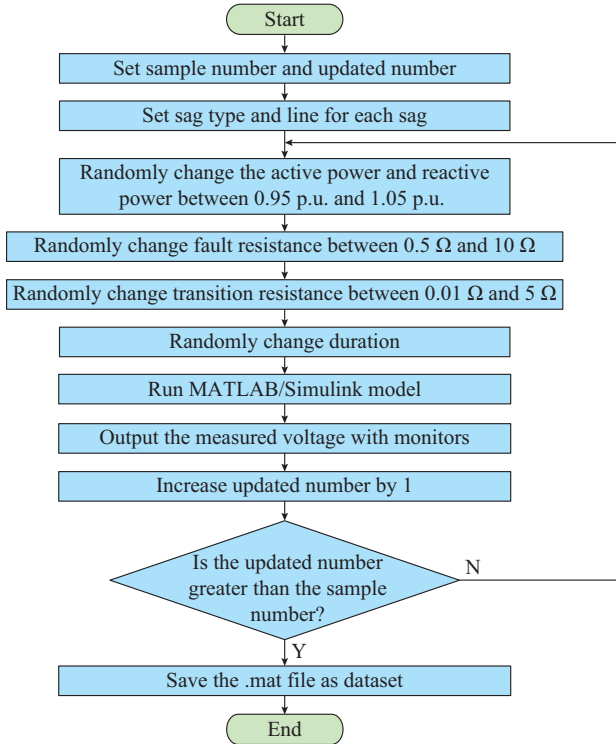 Start
Set sample number and updated number
Set sag type and line for each sag
Randomly change the active power and reactive
power between 0.95 p.u. and 1.05 p.u.
Randomly change fault resistance between 0.5 Ω and 10 Ω
Randomly change transition resistance between 0.01 Ω and 5 Ω
Randomly change duration
Run MATLAB/Simulink model
Output the measured voltage with monitors
Increase updated number by 1
Is the updated number
greater than the sample
number?
N
Y
Save the .mat file as dataset
End